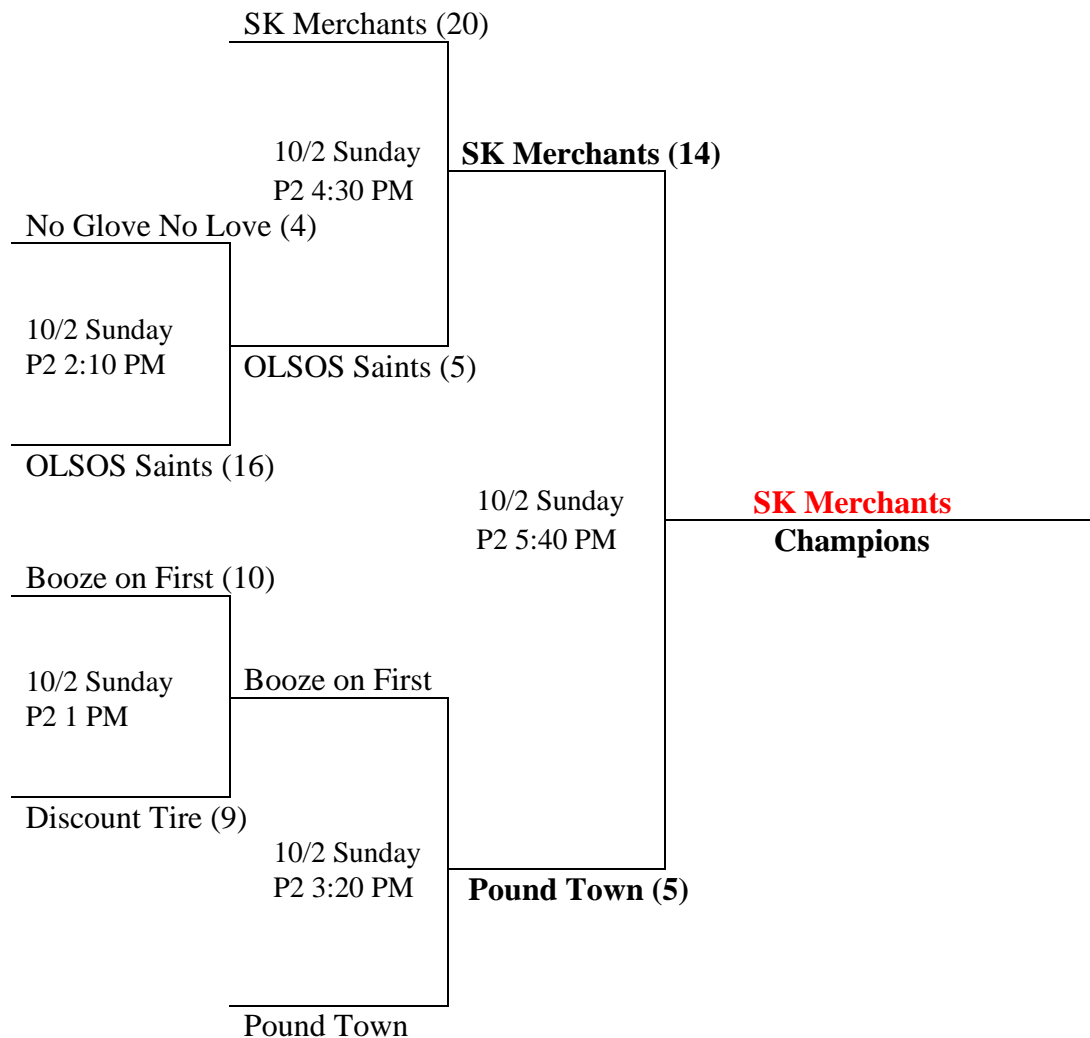 SK Merchants (20)
10/2 Sunday
P2 4:30 PM
SK Merchants (14)
No Glove No Love (4)
10/2 Sunday
P2 2:10 PM
OLSOS Saints (5)
OLSOS Saints (16)
10/2 Sunday
P2 5:40 PM
SK Merchants
Champions
Booze on First (10)
10/2 Sunday
P2 1 PM
Booze on First
Discount Tire (9)
10/2 Sunday
P2 3:20 PM
Pound Town (5)
Pound Town